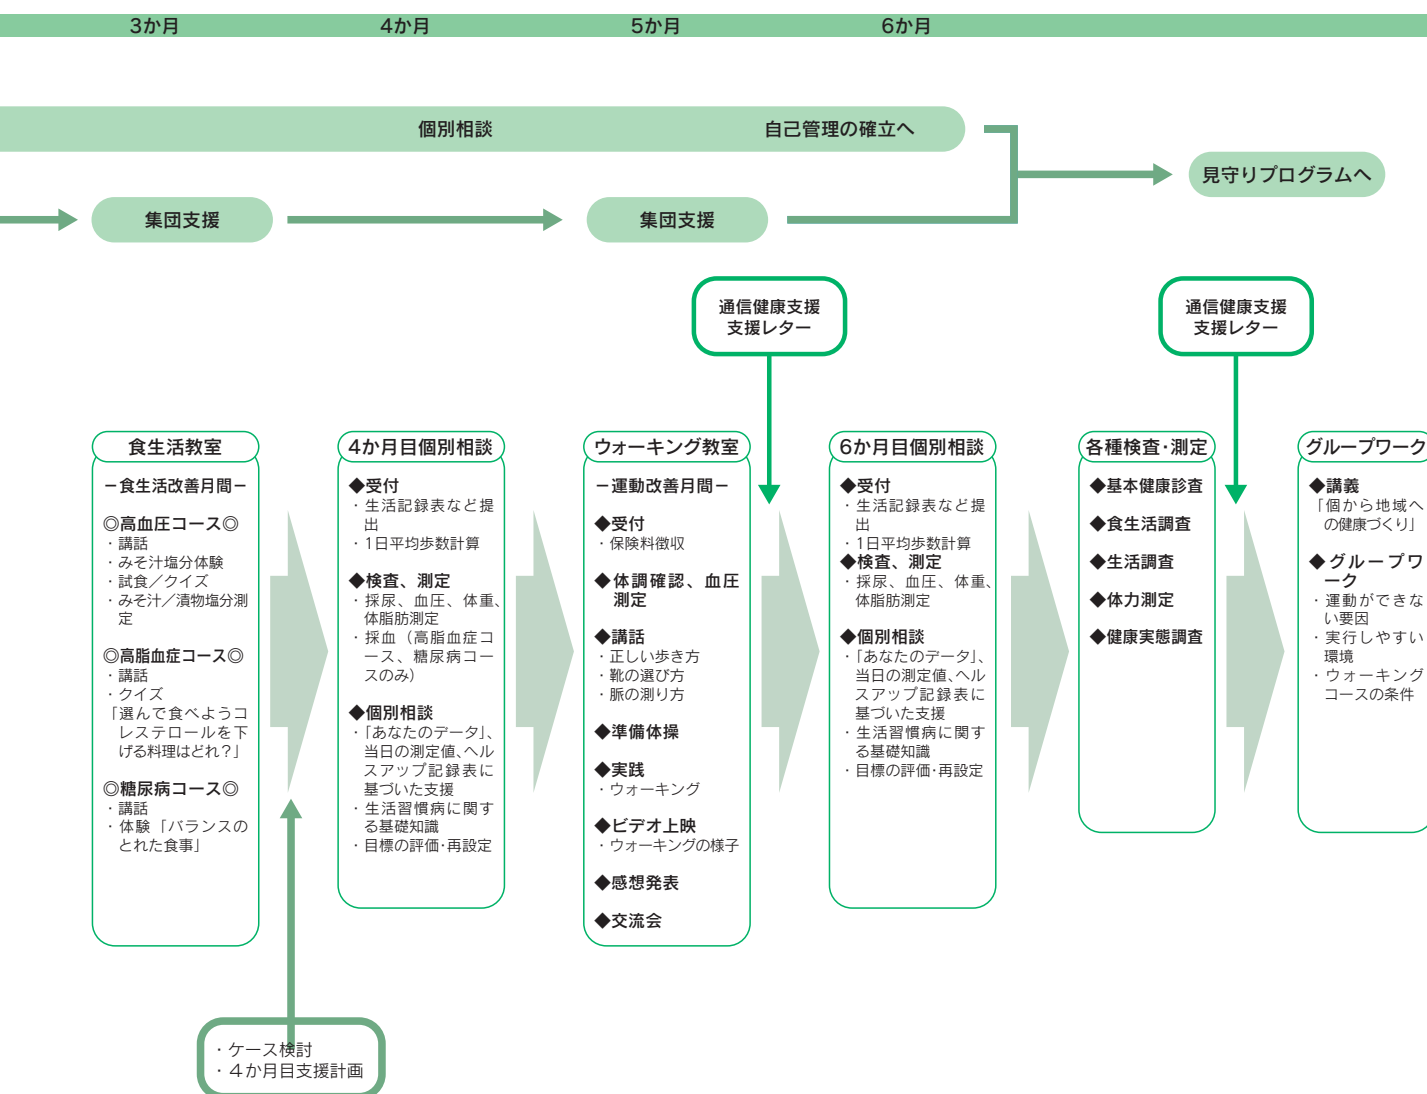 3か月
4か月
5か月
6か月
個別相談
自己管理の確立へ
見守りプログラムへ
集団支援
集団支援
通信健康支援
支援レター
通信健康支援
支援レター
食生活教室
－食生活改善月間－
◎高血圧コース◎
・講話
・みそ汁塩分体験
・試食／クイズ
・みそ汁／漬物塩分測
定
◎高脂血症コース◎
・講話
・クイズ
「選んで食べようコ
レステロールを下
げる料理はどれ？」
◎糖尿病コース◎
・講話
・体験「バランスの
とれた食事」
4か月目個別相談
◆受付
・生活記録表など提
出
・1日平均歩数計算
◆検査、測定
・採尿、血圧、体重、
体脂肪測定
・採血（高脂血症コ
ース、糖尿病コー
スのみ）
◆個別相談
・「あなたのデータ」、
当日の測定値、ヘル
スアップ記録表に
基づいた支援
・生活習慣病に関す
る基礎知識
・目標の評価・再設定
ウォーキング教室
－運動改善月間－
◆受付
・保険料徴収
◆体調確認、血圧
測定
◆講話
・正しい歩き方
・靴の選び方
・脈の測り方
◆準備体操
◆実践
・ウォーキング
◆ビデオ上映
・ウォーキングの様子
◆感想発表
◆交流会
6か月目個別相談
◆受付
・生活記録表など提
出
・1日平均歩数計算
◆検査、測定
・採尿、血圧、体重、
体脂肪測定
◆個別相談
・「あなたのデータ」、
当日の測定値、ヘル
スアップ記録表に
基づいた支援
・生活習慣病に関す
る基礎知識
・目標の評価・再設定
各種検査・測定
◆基本健康診査
◆食生活調査
◆生活調査
◆体力測定
◆健康実態調査
グループワーク
◆講義
「個から地域へ
の健康づくり」
◆グループワ
ーク
・運動ができな
い要因
・実行しやすい
環境
・ウォーキング
コースの条件
・ケース検討
・４か月目支援計画